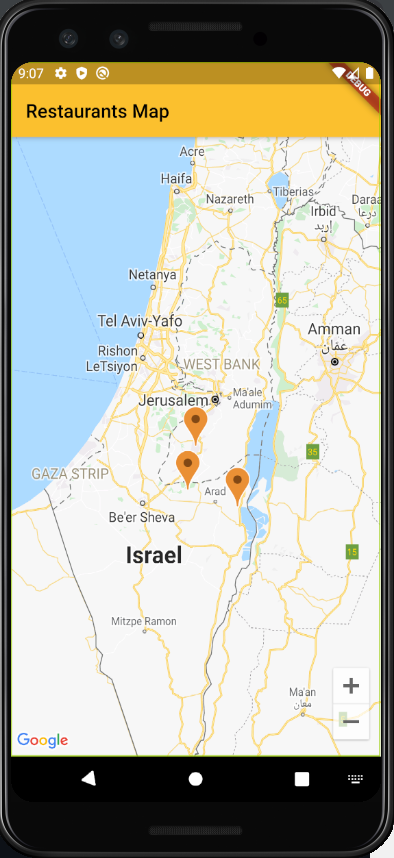 9:07
DEBUG
Restaurants Map
Acre
Haifa
Tiberias
Nazareth
Irbid
إربد
Daraa
درعا
Netanya
65
Tel Aviv-Yafo
Amman
عمّان
Rishon
LeTsiyon
WEST BANK
Jerusalem
Ma'ale
Adumim
35
GAZA STRIP
Arad
Be'er Sheva
15
Israel
Mitzpe Ramon
Ma'an
معان
Google